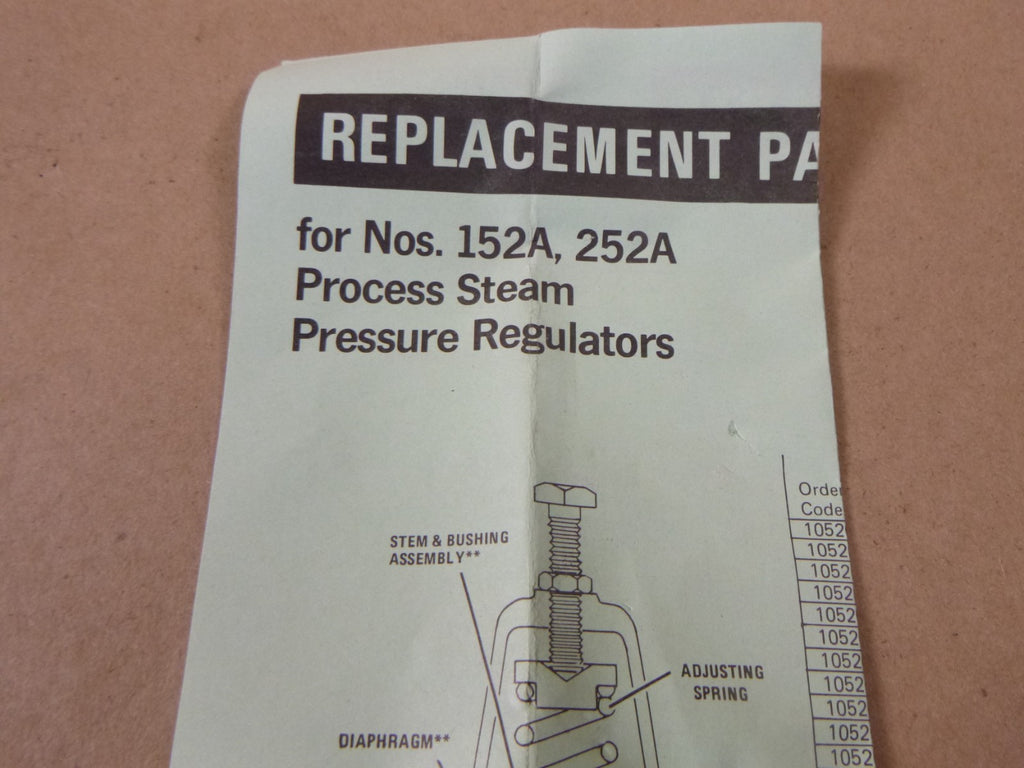 REPLACEMENT PA
for Nos. 152A, 252A
Process Steam
Pressure Regulators
STEM & BUSHING
ASSEMBLY**
ADJUSTING
SPRING
DIAPHRAGM**
Order
Code
1052
1052
1052
1052
1052
1052
1052
1052
1052
1052
1052